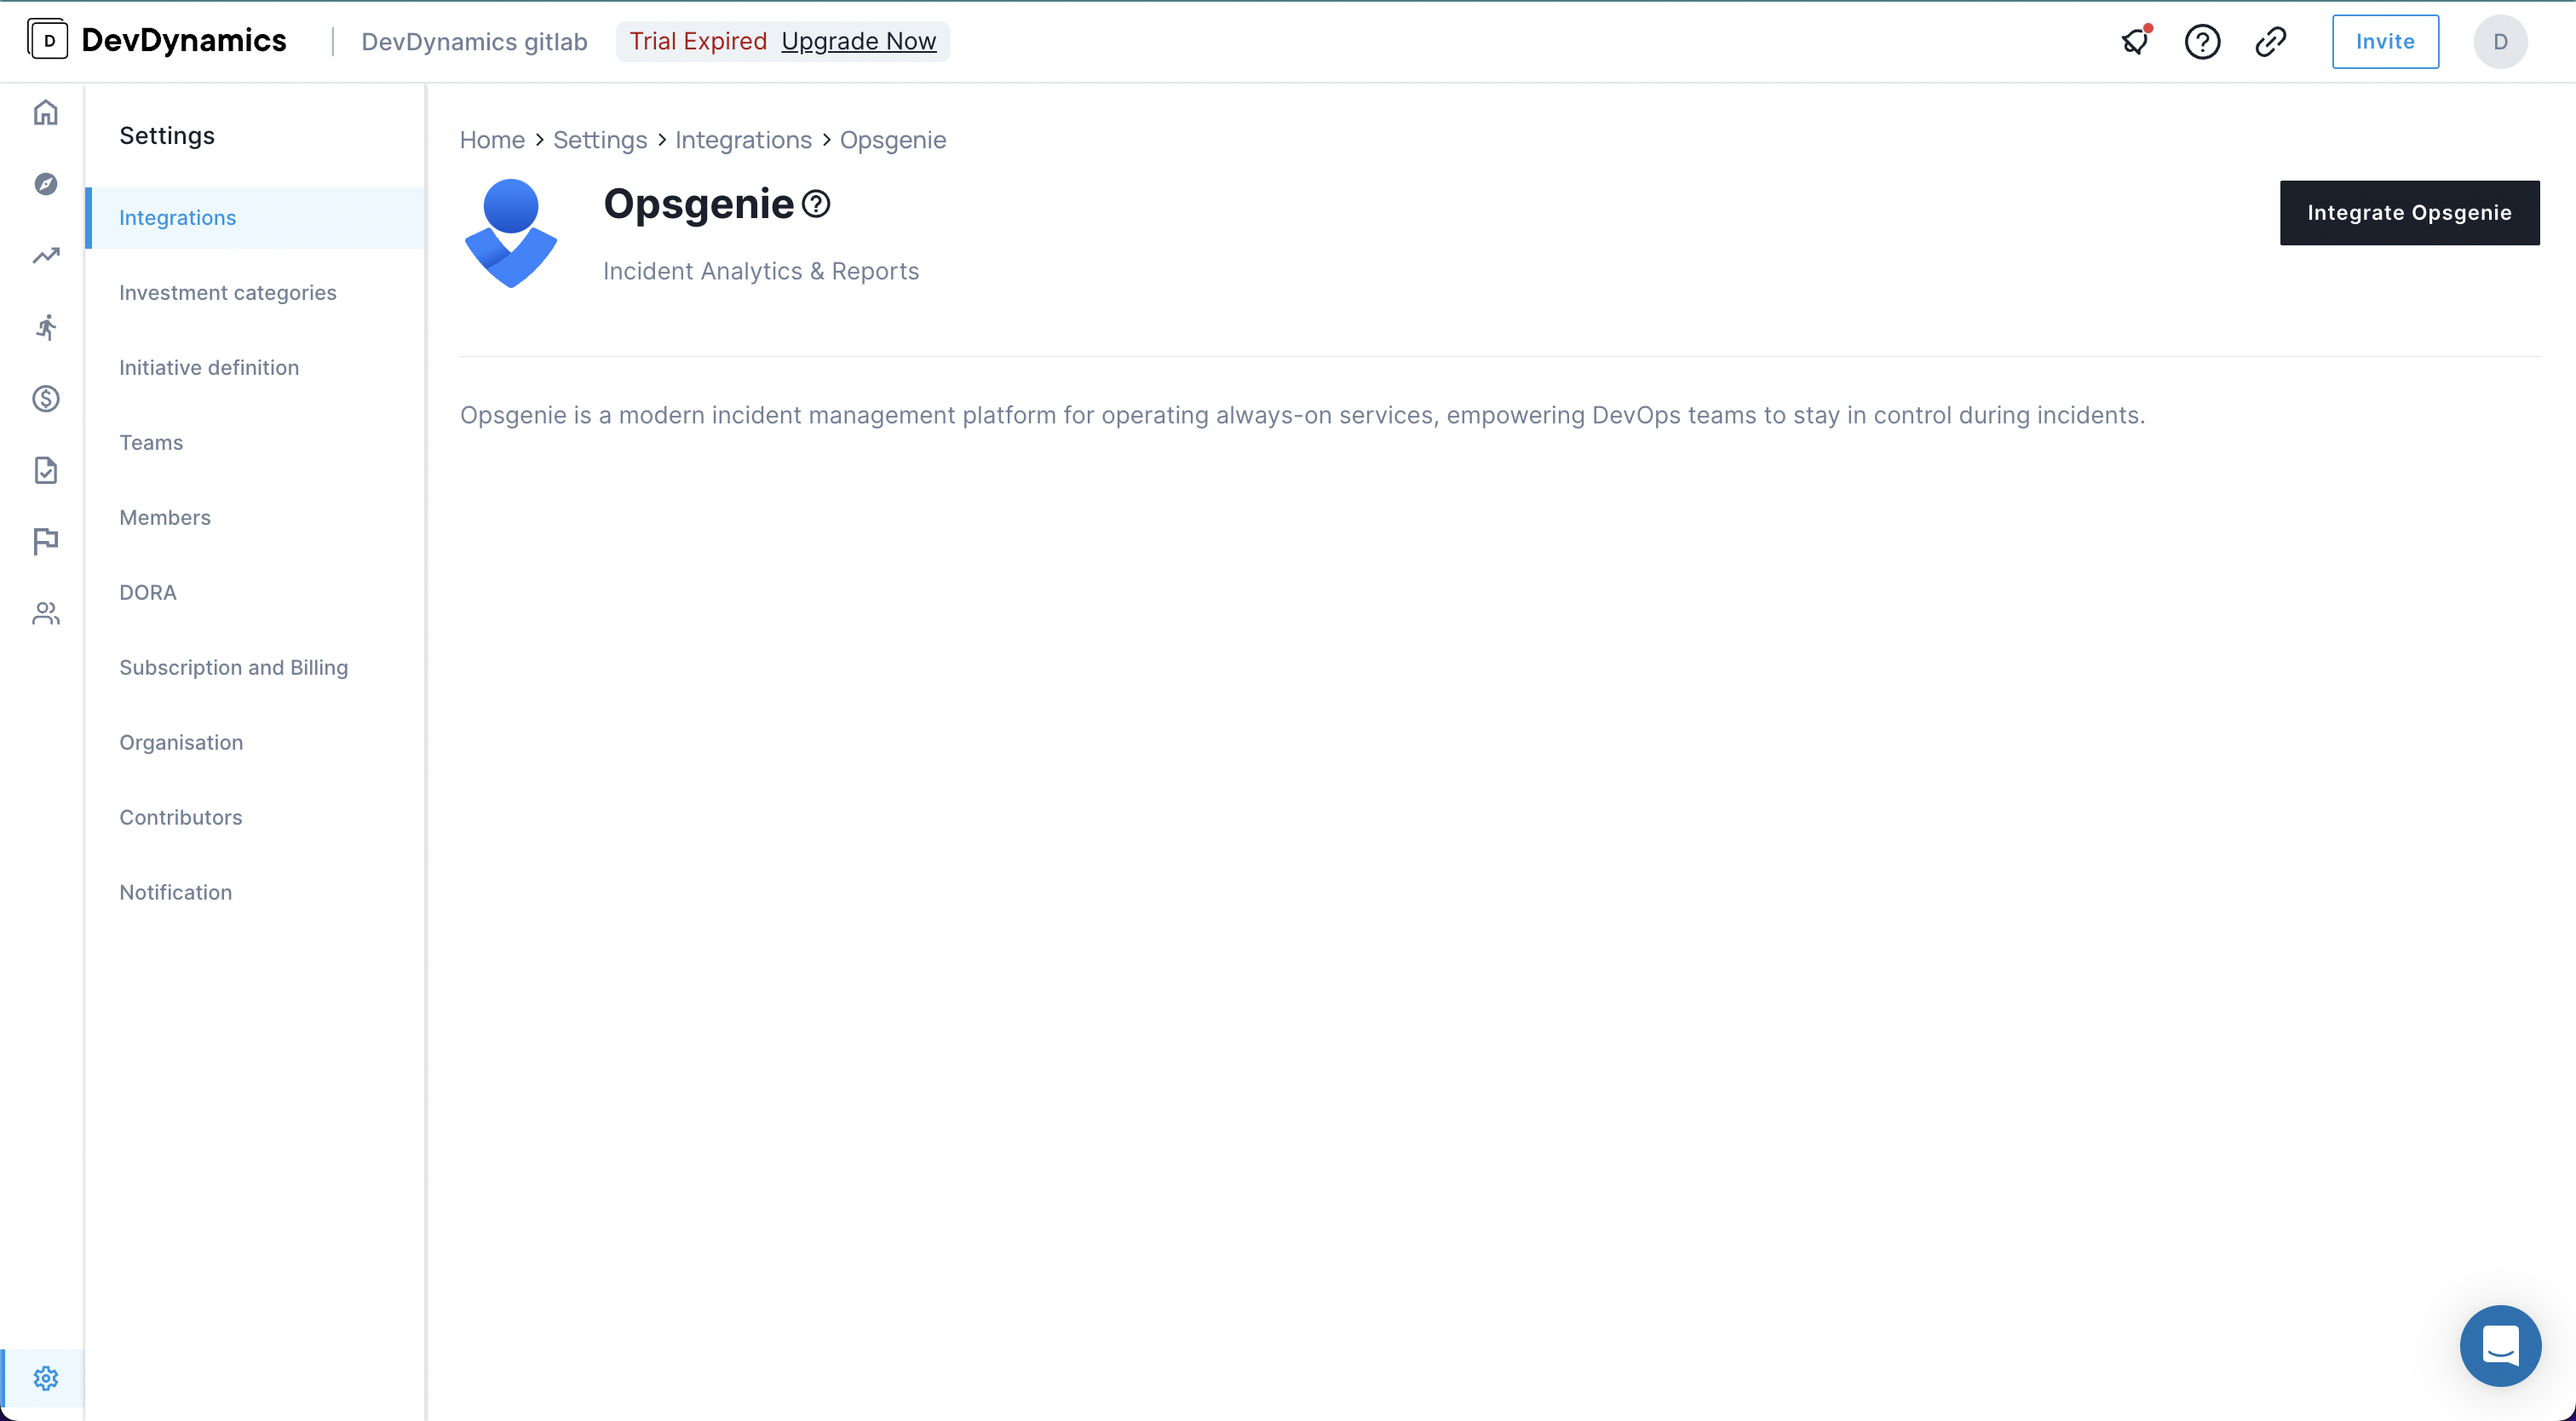 D DevDynamics | DevDynamics gitlab Trial Expired Upgrade Now Invite D
Settings
Integrations
Investment categories
Initiative definition
Teams
Members
DORA
Subscription and Billing
Organisation
Contributors
Notification
Home > Settings > Integrations > Opsgenie
Opsgenie
Integrate Opsgenie
Incident Analytics & Reports
Opsgenie is a modern incident management platform for operating always-on services, empowering DevOps teams to stay in control during incidents.